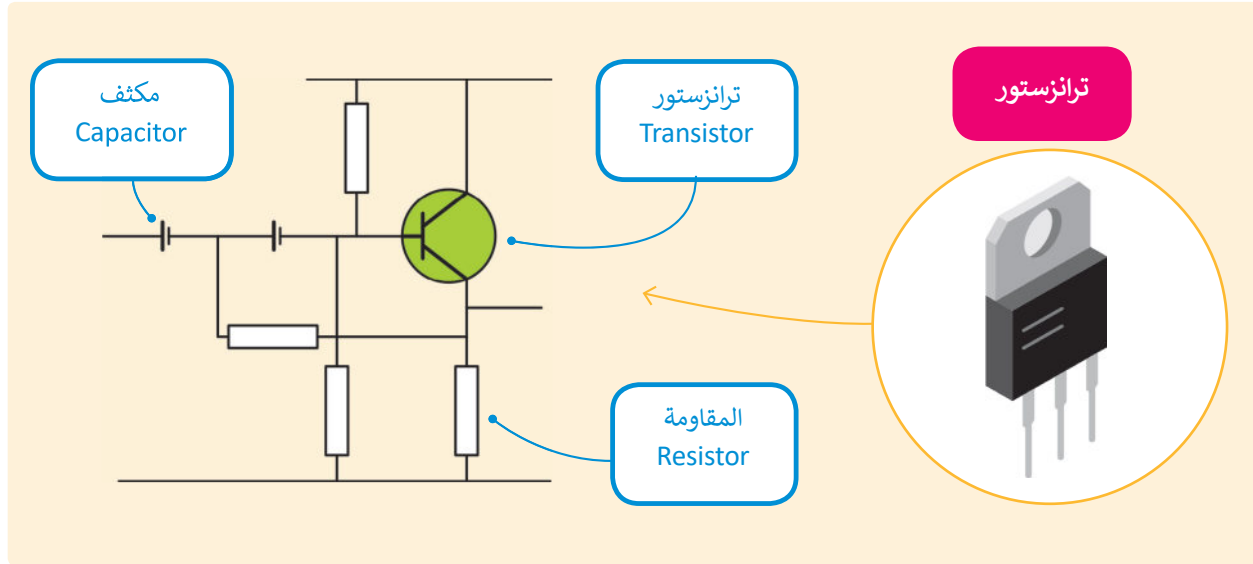 ترانزستور
مكثف
Capacitor
ترانزستور
Transistor
المقاومة
Resistor